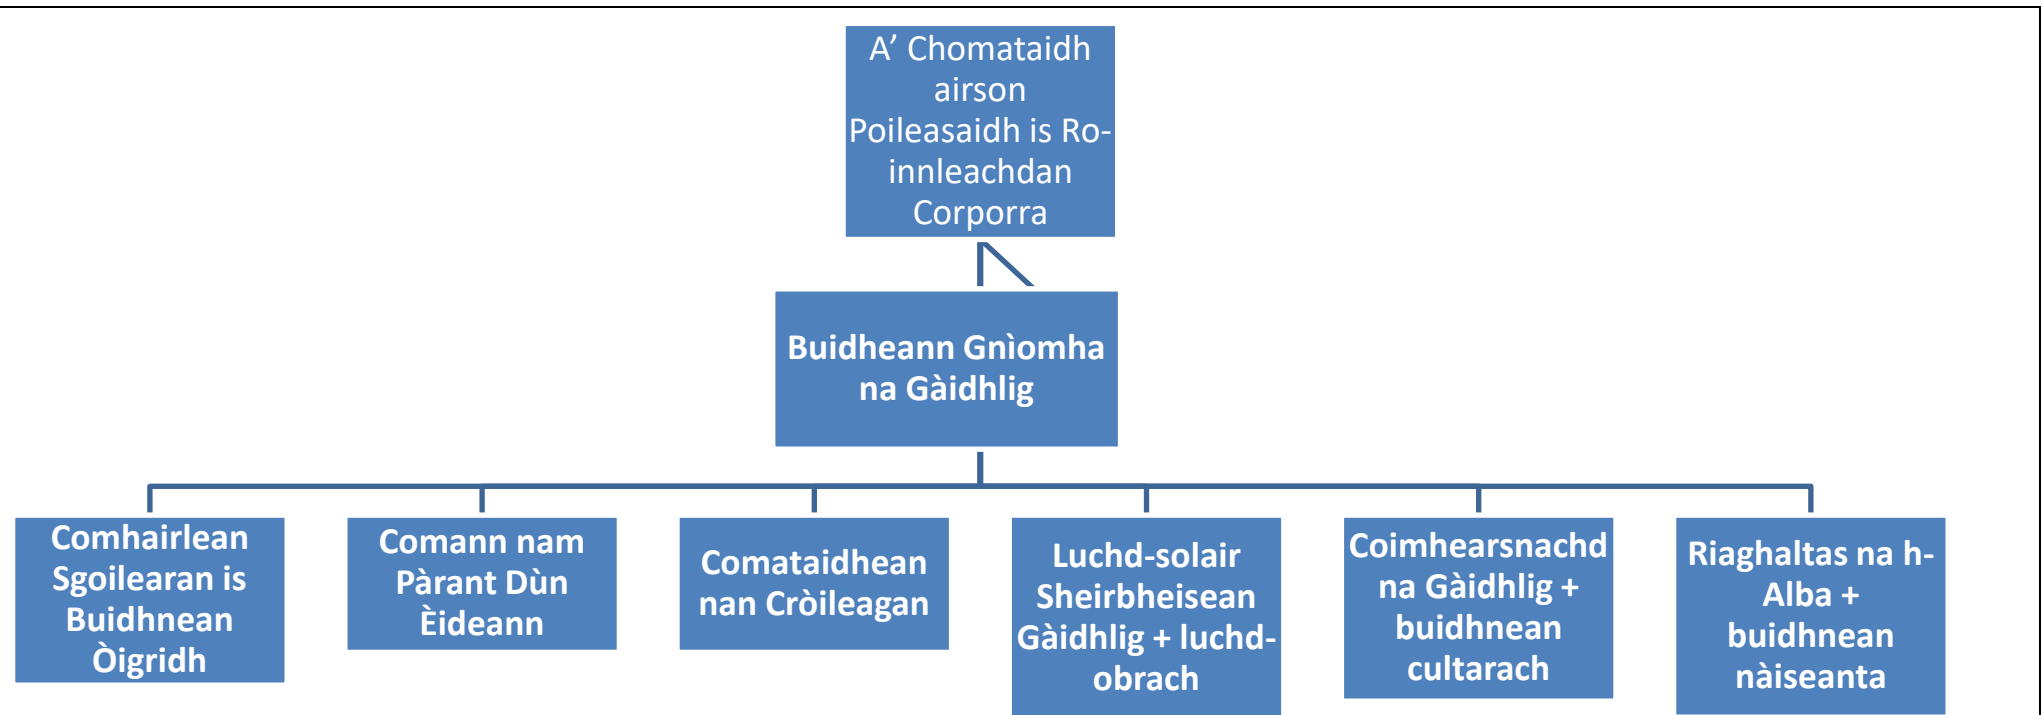 A’ Chomataidh
airson
Poileasaidh is Ro-
innleachdan
Corporra
Buidheann Gnìomha
na Gàidhlig
Comhairlean
Sgoilearan is
Buidhnean
Òigridh
Comann nam
Pàrant Dùn
Èideann
Comataidhean
nan Cròileagan
Luchd-solair
Sheirbheisean
Gàidhlig + luchd-
obrach
Coimhearsnachd
na Gàidhlig +
buidhnean
cultarach
Riaghaltas na h-
Alba +
buidhnean
nàiseanta